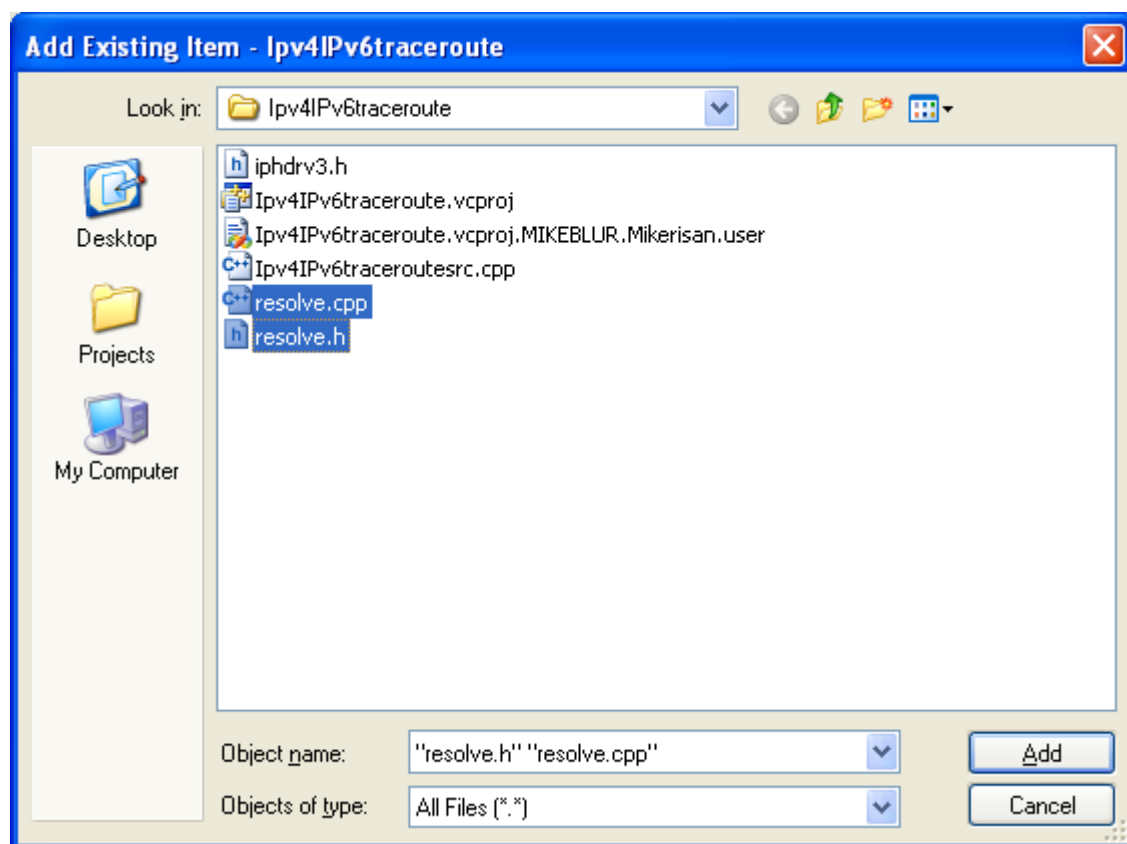 Add Existing Item - Ipv4IPv6traceroute
Look in: Ipv4IPv6traceroute
iphdrv3.h
Ipv4IPv6traceroute.vcproj
Ipv4IPv6traceroute.vcproj.MIKEBLUR.Mikerisan.user
Ipv4IPv6traceroutesrc.cpp
resolve.cpp
resolve.h
Desktop
Projects
My Computer
Object name: "resolve.h" "resolve.cpp" Add
Objects of type: All Files (*.*) Cancel